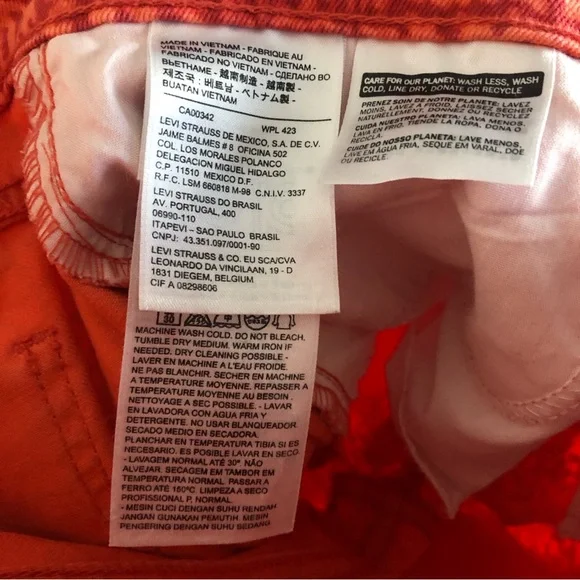 MADE IN VIETNAM - FABRIQUE AU
VIETNAM - FABRICADO EN VIETNAM -
FABRICADO NO VIETNAM - СДЕЛАНО ВО
ВЬЕТНАМЕ - 越南制造 - 越南製 -
제조국 : 베트남 - ベトナム製 -
BUATAN VIETNAM
CA00342 WPL 423
LEVI STRAUSS DE MEXICO, S.A. DE C.V.
JAIME BALMES # 8 OFICINA 502
COL. LOS MORALES POLANCO
DELEGACION MIGUEL HIDALGO
C.P. 11510 MEXICO D.F.
R.F.C. LSM 660818 M-98 C.N.I.V. 3337
LEVI STRAUSS DO BRASIL
AV. PORTUGAL, 400
06990-110
ITAPEVI - SAO PAULO BRASIL
CNPJ: 43.351.097/0001-90
LEVI STRAUSS & CO. EU SCA/CVA
LEONARDO DA VINCILAAN, 19 - D
1831 DIEGEM, BELGIUM
CIF A 08298606
30
MACHINE WASH COLD. DO NOT BLEACH.
TUMBLE DRY MEDIUM. WARM IRON IF
NEEDED. DRY CLEANING POSSIBLE -
LAVER EN MACHINE A L'EAU FROIDE.
NE PAS BLANCHIR. SECHER EN MACHINE
A TEMPERATURE MOYENNE. REPASSER A
TEMPERATURE MOYENNE AU BESOIN.
NETTOYAGE A SEC POSSIBLE. - LAVAR
EN LAVADORA CON AGUA FRIA Y
DETERGENTE. NO USAR BLANQUEADOR.
SECADO MEDIO EN SECADORA.
PLANCHAR EN TEMPERATURA TIBIA SI ES
NECESARIO. ES POSIBLE LAVAR EN SECO.
- LAVAGEM NORMAL ATÉ 30° NÃO
ALVEJAR. SECAGEM EM TAMBOR EM
TEMPERATURA NORMAL. PASSAR A
FERRO ATÉ 160°C. LIMPEZA A SECO
PROFISSIONAL P, NORMAL.
- MESIN CUCI DENGAN SUHU RENDAH
JANGAN GUNAKAN PEMUTIH. MESIN
PENGERING DENGAN SUHU SEDANG
CARE FOR OUR PLANET: WASH LESS, WASH
COLD, LINE DRY, DONATE OR RECYCLE
PRENEZ SOIN DE NOTRE PLANETE: LAVEZ
MOINS, LAVEZ A FROID, LAISSEZ SÉCHER
NATURELLEMENT, DONNEZ OU RECYCLEZ
CUIDA NUESTRO PLANETA: LAVA MENOS,
LAVA EN FRIO, TIENDE LA ROPA, DONA O
RECICLA.
CUIDE DO NOSSO PLANETA: LAVE MENOS,
LAVE EM ÁGUA FRIA, SEQUE EM VARAL, DOE
OU RECICLE.